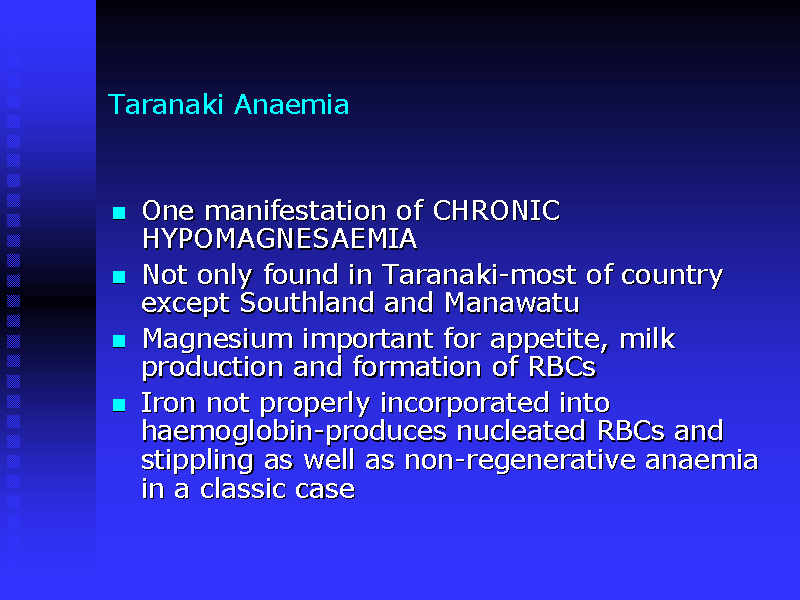 Taranaki Anaemia
One manifestation of CHRONIC
HYPOMAGNESAEMIA
Not only found in Taranaki-most of country
except Southland and Manawatu
Magnesium important for appetite, milk
production and formation of RBCs
Iron not properly incorporated into
haemoglobin-produces nucleated RBCs and
stippling as well as non-regenerative anaemia
in a classic case